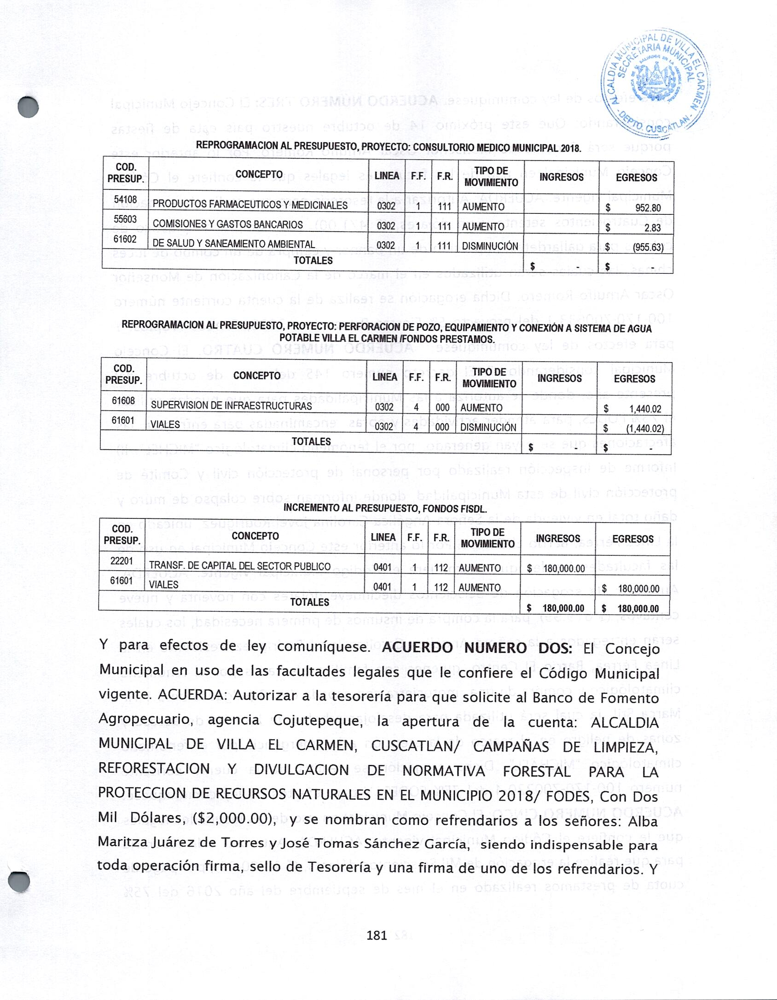 ALCALDIA MUNICIPAL DE VILLA EL CARMEN
SECRETARIA MUNICIPAL
- DEPTO. CUSCATLAN -
REPROGRAMACION AL PRESUPUESTO, PROYECTO: CONSULTORIO MEDICO MUNICIPAL 2018.
COD. PRESUP. CONCEPTO LINEA F.F. F.R. TIPO DE MOVIMIENTO INGRESOS EGRESOS
54108 PRODUCTOS FARMACEUTICOS Y MEDICINALES 0302 1 111 AUMENTO $ 952.80
55603 COMISIONES Y GASTOS BANCARIOS 0302 1 111 AUMENTO $ 2.83
61602 DE SALUD Y SANEAMIENTO AMBIENTAL 0302 1 111 DISMINUCIÓN $ (955.63)
TOTALES $ - $ -
REPROGRAMACION AL PRESUPUESTO, PROYECTO: PERFORACION DE POZO, EQUIPAMIENTO Y CONEXIÓN A SISTEMA DE AGUA
POTABLE VILLA EL CARMEN /FONDOS PRESTAMOS.
COD. PRESUP. CONCEPTO LINEA F.F. F.R. TIPO DE MOVIMIENTO INGRESOS EGRESOS
61608 SUPERVISION DE INFRAESTRUCTURAS 0302 4 000 AUMENTO $ 1,440.02
61601 VIALES 0302 4 000 DISMINUCIÓN $ (1,440.02)
TOTALES $ - $ -
INCREMENTO AL PRESUPUESTO, FONDOS FISDL.
COD. PRESUP. CONCEPTO LINEA F.F. F.R. TIPO DE MOVIMIENTO INGRESOS EGRESOS
22201 TRANSF. DE CAPITAL DEL SECTOR PUBLICO 0401 1 112 AUMENTO $ 180,000.00
61601 VIALES 0401 1 112 AUMENTO $ 180,000.00
TOTALES $ 180,000.00 $ 180,000.00
Y para efectos de ley comuníquese. ACUERDO NUMERO DOS: El Concejo
Municipal en uso de las facultades legales que le confiere el Código Municipal
vigente. ACUERDA: Autorizar a la tesorería para que solicite al Banco de Fomento
Agropecuario, agencia Cojutepeque, la apertura de la cuenta: ALCALDIA
MUNICIPAL DE VILLA EL CARMEN, CUSCATLAN/ CAMPAÑAS DE LIMPIEZA,
REFORESTACION Y DIVULGACION DE NORMATIVA FORESTAL PARA LA
PROTECCION DE RECURSOS NATURALES EN EL MUNICIPIO 2018/ FODES, Con Dos
Mil Dólares, ($2,000.00), y se nombran como refrendarios a los señores: Alba
Maritza Juárez de Torres y José Tomas Sánchez García, siendo indispensable para
toda operación firma, sello de Tesorería y una firma de uno de los refrendarios. Y
181